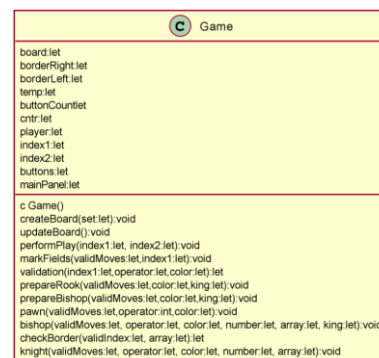 C Game
board:let
borderRight:let
borderLeft:let
temp:let
buttonCountlet
cntr:let
player:let
index1:let
index2:let
buttons:let
mainPanel:let
c Game()
createBoard(set:let):void
updateBoard():void
performPlay(index1:let, index2:let):void
markFields(validMoves:let,index1:let):void
validation(index1:let,operator:let,color:let):let
prepareRook(validMoves:let,color:let,king:let):void
prepareBishop(validMoves:let,color:let,king:let):void
pawn(validMoves:let,operator:int,color:let):void
bishop(validMoves:let, operator:let, color:let, number:let, array:let, king:let):void
checkBorder(validIndex:let, array:let):let
knight(validMoves:let, operator:let, color:let, number:let, array:let):void